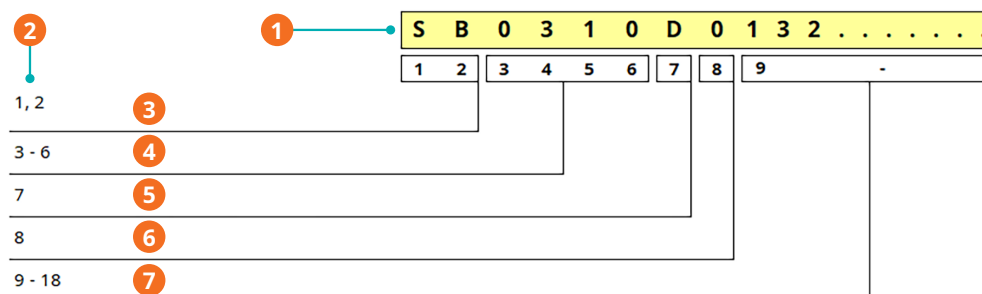 2 1 S B 0 3 1 0 D 0 1 3 2 . . . . . . .
1 2 3 4 5 6 7 8 9 -
1, 2 3
3 - 6 4
7 5
8 6
9 - 18 7